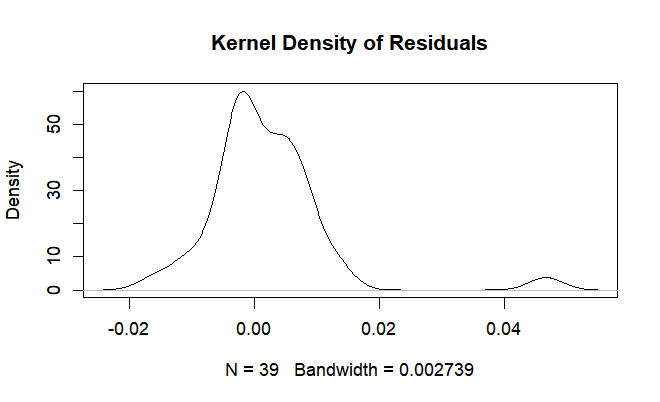 Kernel Density of Residuals
Density
50
30
10
0
-0.02 0.00 0.02 0.04
N = 39 Bandwidth = 0.002739